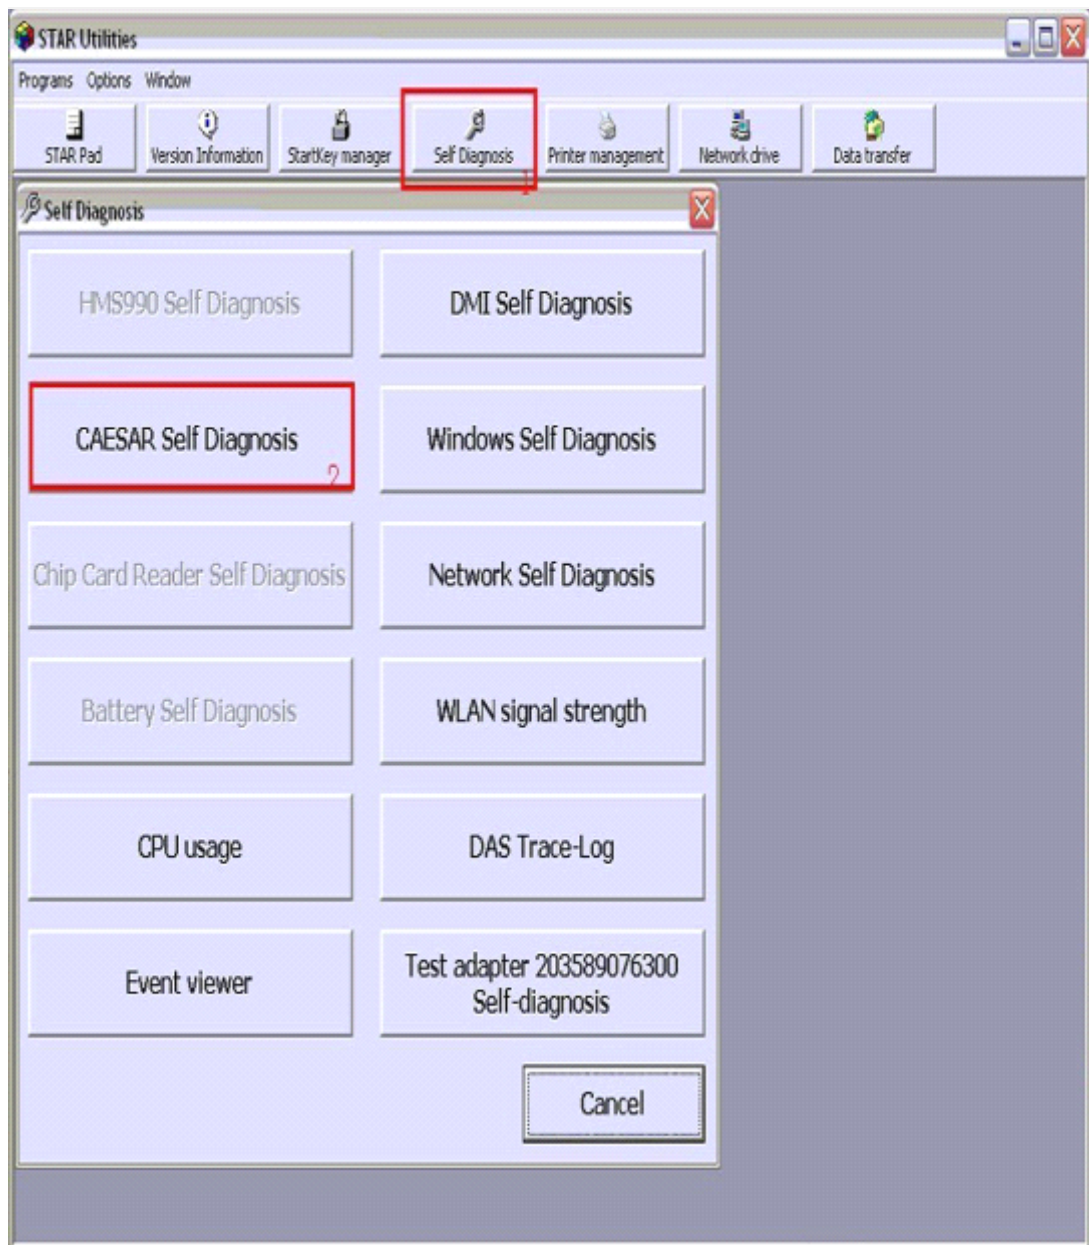 STAR Utilities
Programs Options Window
STAR Pad Version Information StartKey manager Self Diagnosis Printer management Network drive Data transfer
1
Self Diagnosis
HMS990 Self Diagnosis DMI Self Diagnosis
CAESAR Self Diagnosis Windows Self Diagnosis
2
Chip Card Reader Self Diagnosis Network Self Diagnosis
Battery Self Diagnosis WLAN signal strength
CPU usage DAS Trace-Log
Event viewer Test adapter 203589076300
Self-diagnosis
Cancel